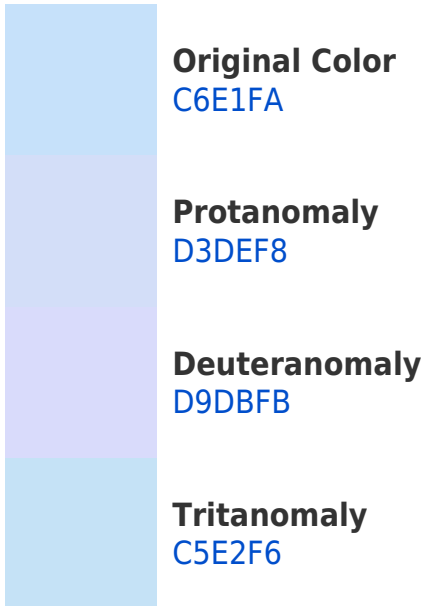 Original Color
C6E1FA
Protanomaly
D3DEF8
Deuteranomaly
D9DBFB
Tritanomaly
C5E2F6